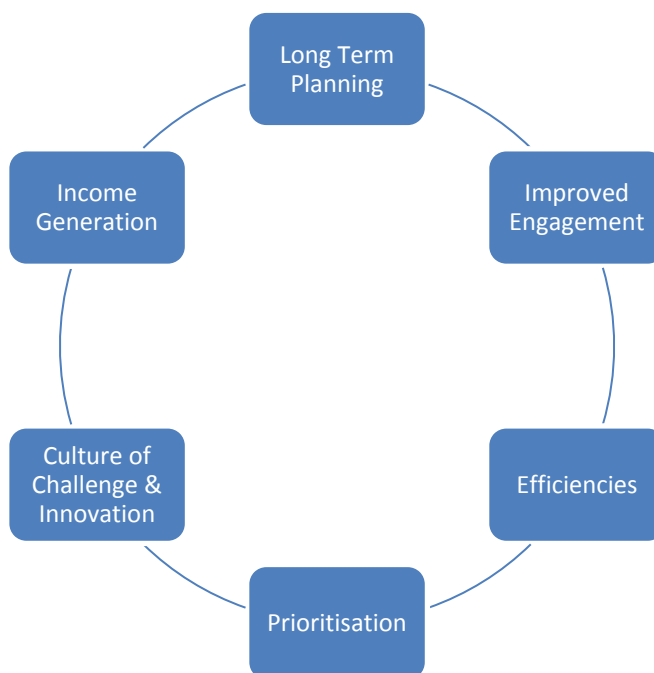 Long Term
Planning
Improved
Engagement
Efficiencies
Prioritisation
Culture of
Challenge &
Innovation
Income
Generation